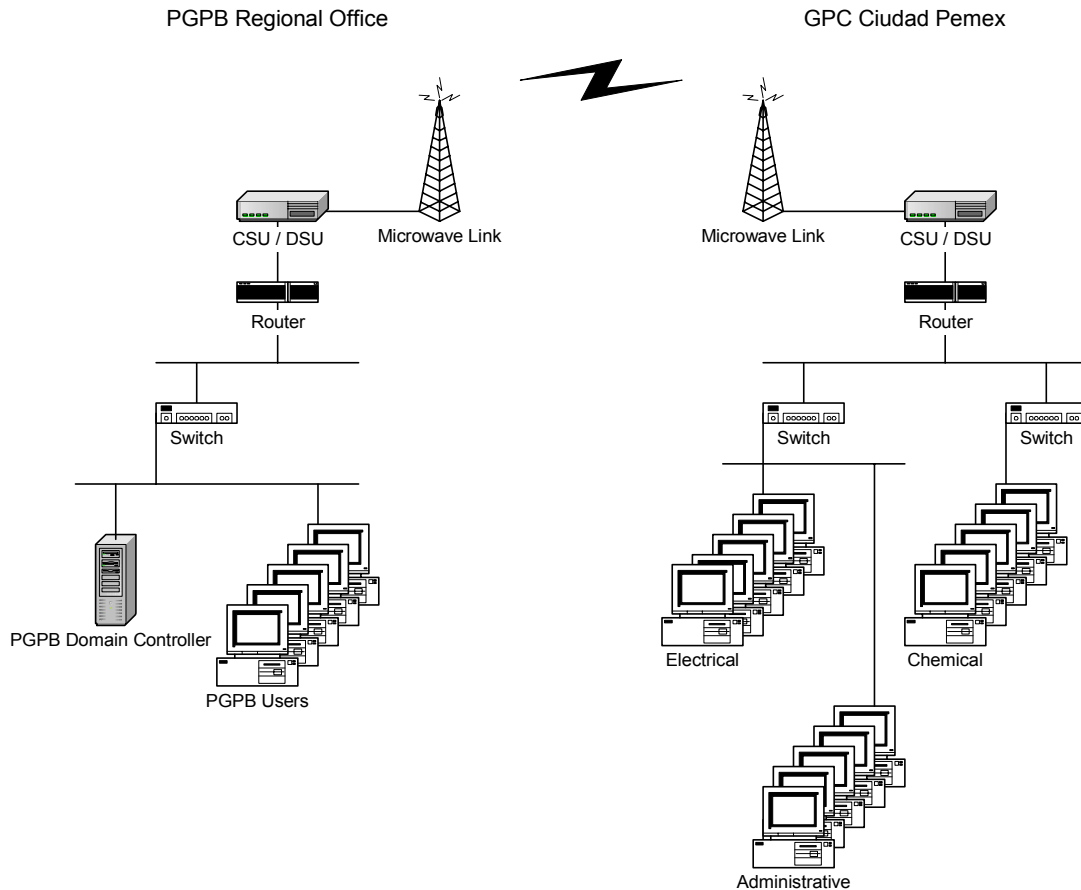 PGPB Regional Office
GPC Ciudad Pemex
CSU / DSU
Microwave Link
Microwave Link
CSU / DSU
Router
Router
Switch
Switch
Switch
PGPB Domain Controller
PGPB Users
Electrical
Chemical
Administrative